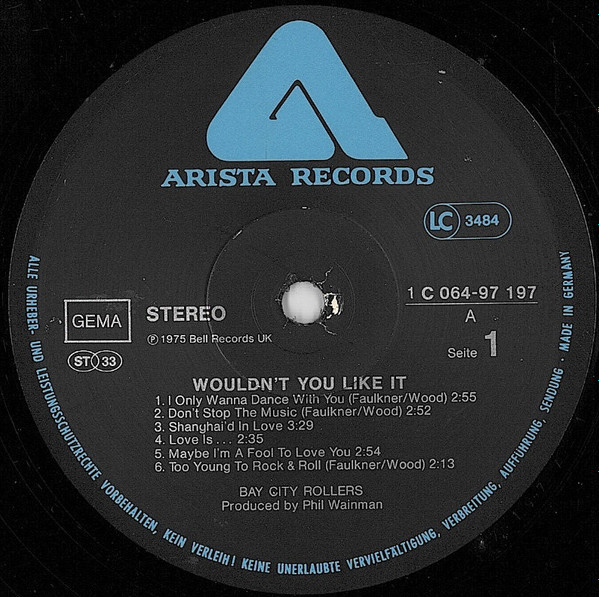 ARISTA RECORDS
LC 3484
1 C 064-97 197
A
Seite 1
GEMA
STEREO
℗ 1975 Bell Records UK
ST 33
WOULDN'T YOU LIKE IT
1. I Only Wanna Dance With You (Faulkner/Wood) 2:55
2. Don't Stop The Music (Faulkner/Wood) 2:52
3. Shanghai'd In Love 3:29
4. Love Is . . . 2:35
5. Maybe I'm A Fool To Love You 2:54
6. Too Young To Rock & Roll (Faulkner/Wood) 2:13
BAY CITY ROLLERS
Produced by Phil Wainman
ALLE URHEBER- UND LEISTUNGSSCHUTZRECHTE VORBEHALTEN, KEIN VERLEIH! KEINE UNERLAUBTE VERVIELFÄLTIGUNG, VERBREITUNG, AUFFÜHRUNG, SENDUNG · MADE IN GERMANY